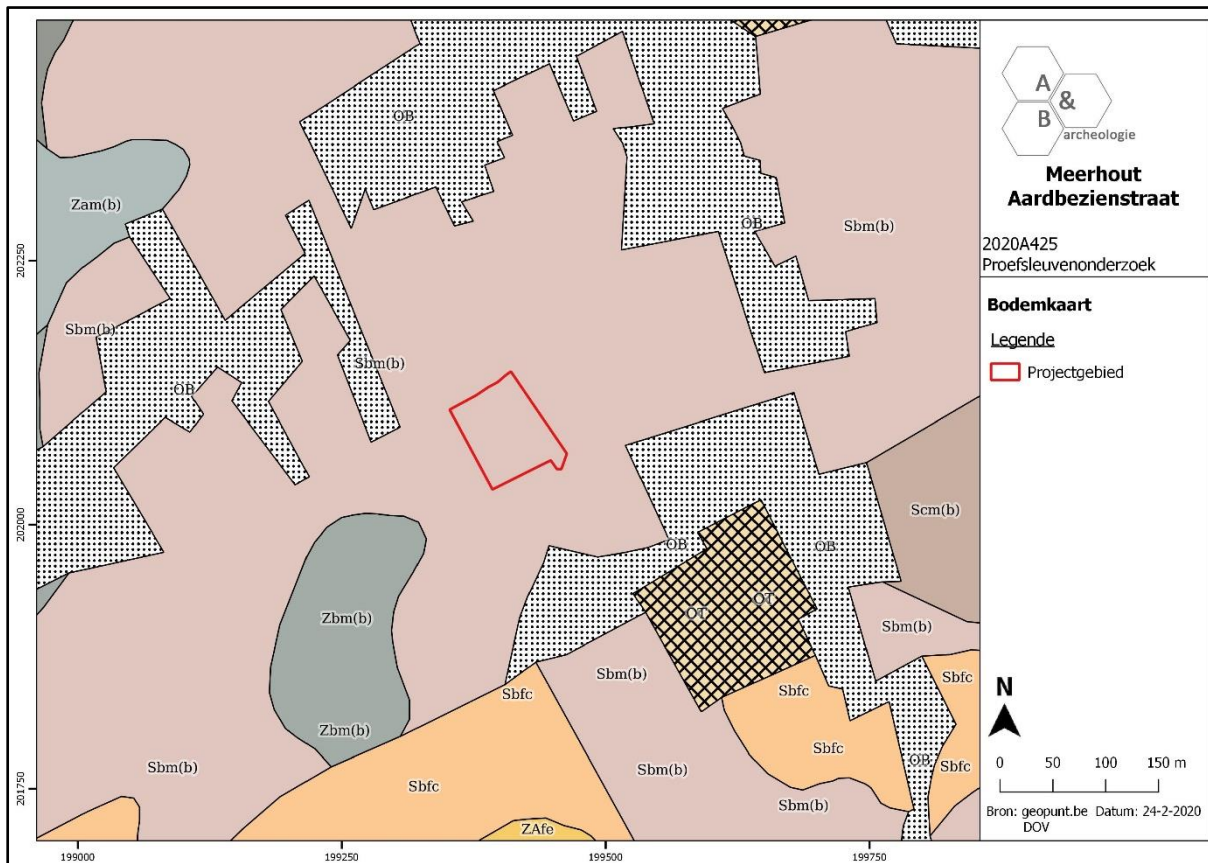 OB
Zam(b)
OB
Sbm(b)
202250
Sbm(b)
Sbm(b)
OB
Scm(b)
202000
OB
OB
OT
OT
Zbm(b)
Sbm(b)
Sbm(b)
Sbfc
Sbfc
Sbfc
Zbm(b)
Sbfc
OB
Sbm(b)
Sbm(b)
Sbfc
Sbfc
201750
Sbm(b)
ZAfe
199000
199250
199500
199750
A
&
B
archeologie
Meerhout
Aardbezienstraat
2020A425
Proefsleuvenonderzoek
Bodemkaart
Legende
Projectgebied
N
0 50 100 150 m
Bron: geopunt.be Datum: 24-2-2020
DOV